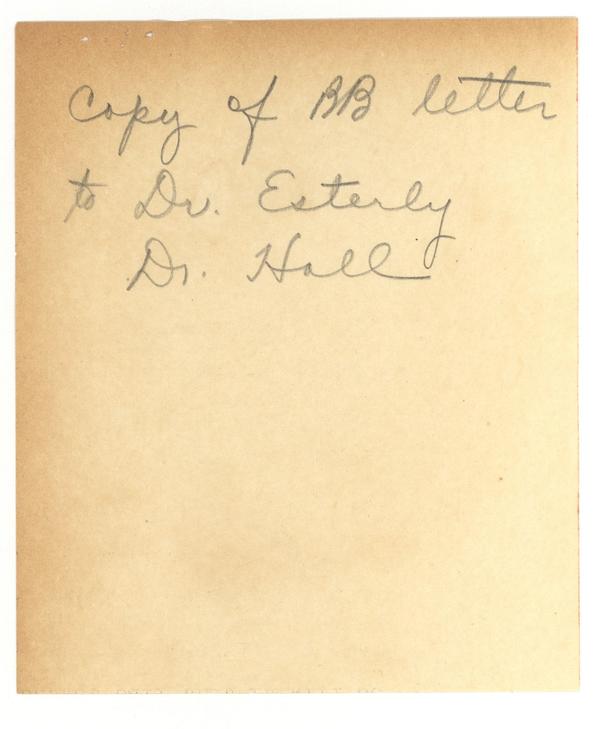 Copy of BB letter
to Dr. Esterly
Dr. Hall